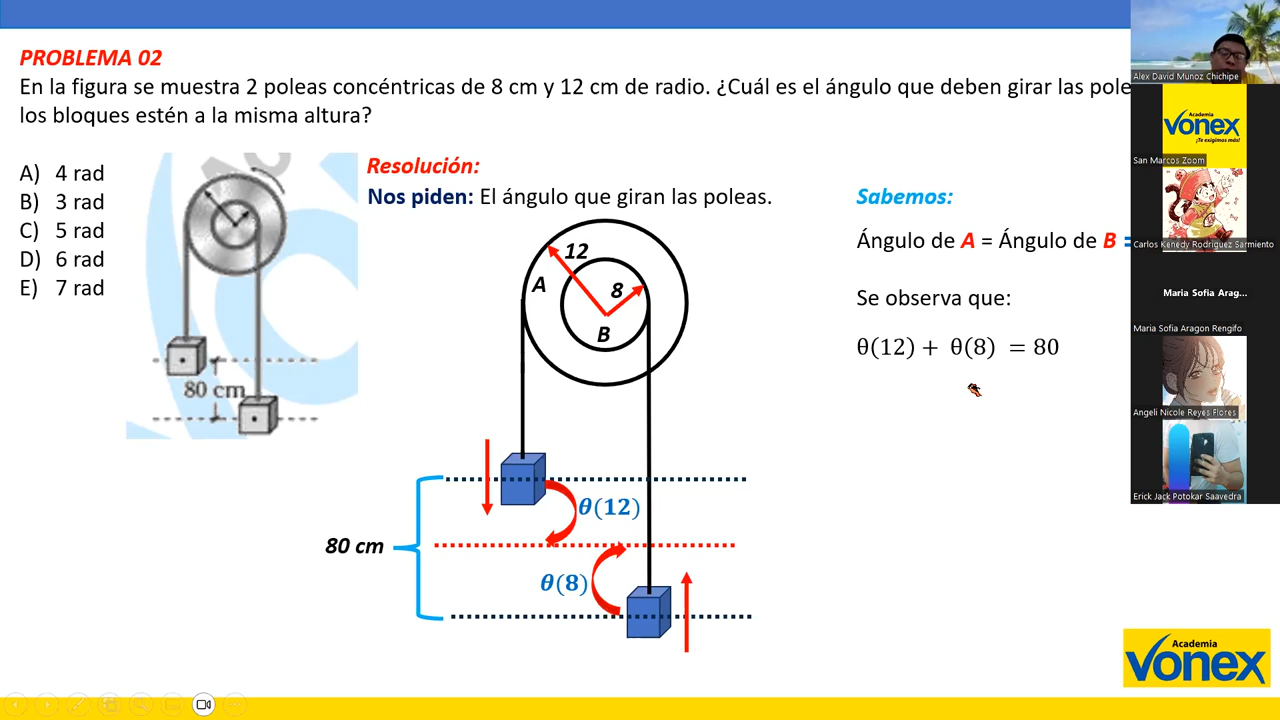 PROBLEMA 02
En la figura se muestra 2 poleas concéntricas de 8 cm y 12 cm de radio. ¿Cuál es el ángulo que deben girar las pole
los bloques estén a la misma altura?
A) 4 rad
B) 3 rad
C) 5 rad
D) 6 rad
E) 7 rad
80 cm
Resolución:
Nos piden: El ángulo que giran las poleas.
12
A
8
B
θ(12)
80 cm
θ(8)
Sabemos:
Ángulo de A = Ángulo de B =
Se observa que:
θ(12) + θ(8) = 80
Alex David Munoz Chichipe
Academia
vonex
¡Te exigimos más!
San Marcos Zoom
Carlos Kenedy Rodriguez Sarmiento
Maria Sofia Arag...
Maria Sofia Aragon Rengifo
Angeli Nicole Reyes Flores
Erick Jack Potokar Saavedra
Academia
vonex